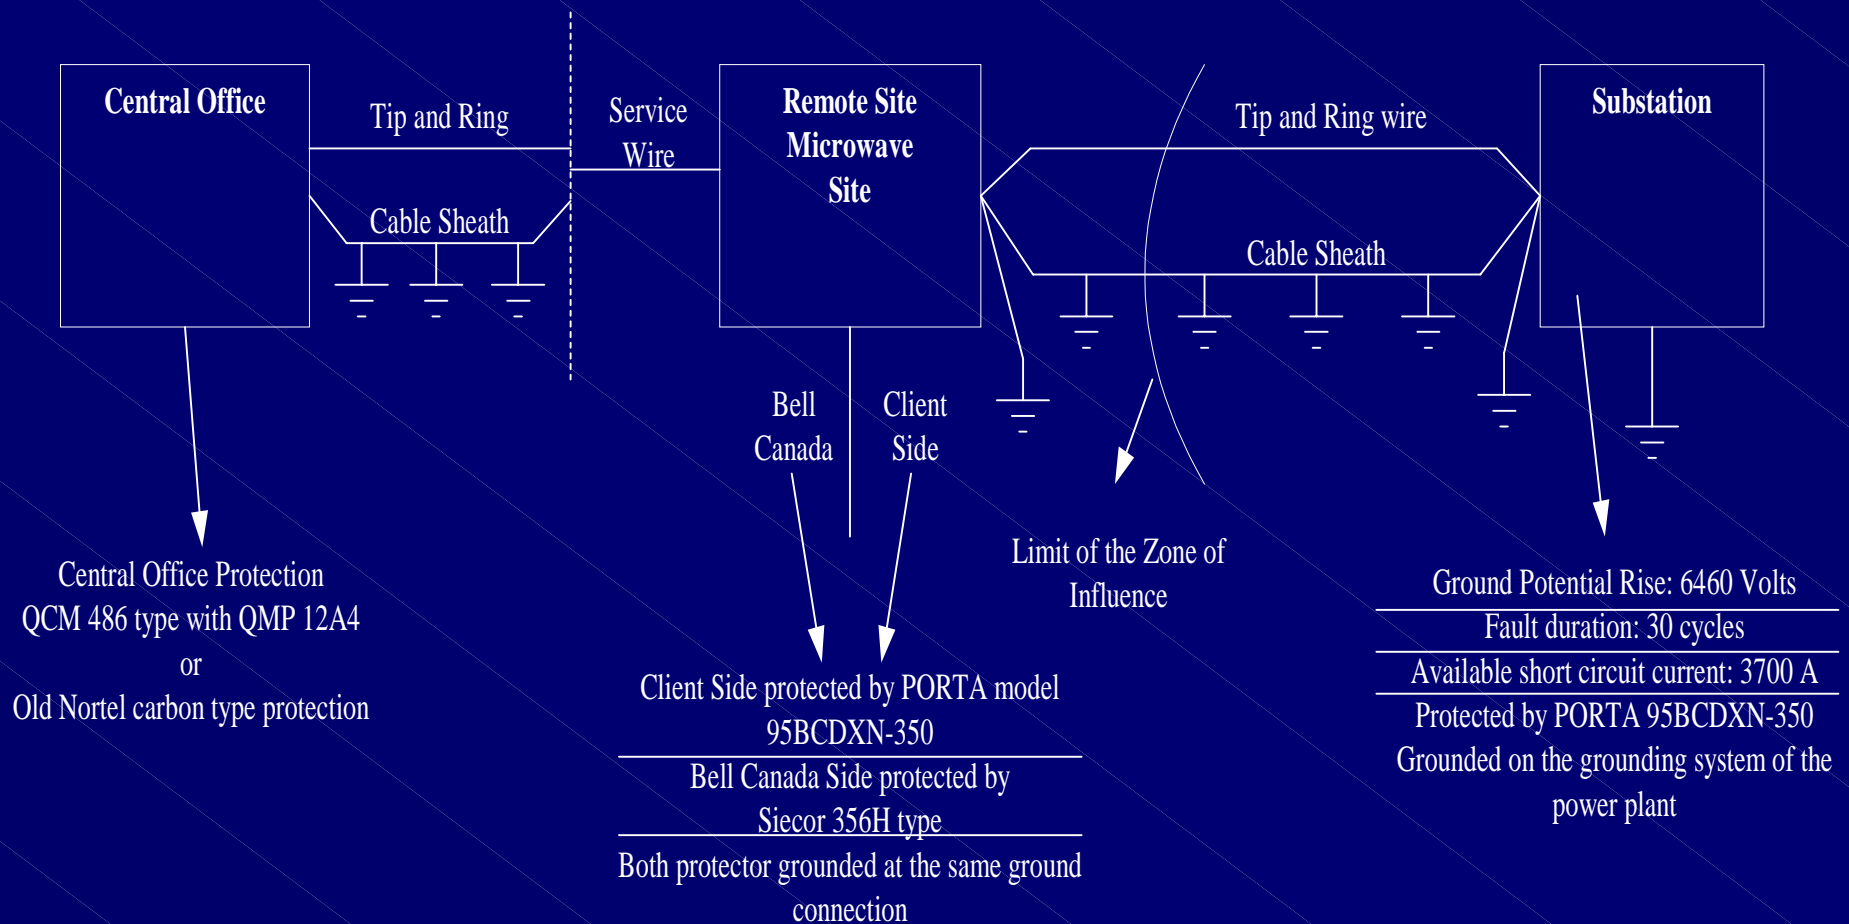 Central Office
Tip and Ring
Cable Sheath
Service
Wire
Remote Site
Microwave
Site
Tip and Ring wire
Cable Sheath
Substation
Bell
Canada
Client
Side
Limit of the Zone of
Influence
Central Office Protection
QCM 486 type with QMP 12A4
or
Old Nortel carbon type protection
Client Side protected by PORTA model
95BCDXN-350
Bell Canada Side protected by
Siecor 356H type
Both protector grounded at the same ground
connection
Ground Potential Rise: 6460 Volts
Fault duration: 30 cycles
Available short circuit current: 3700 A
Protected by PORTA 95BCDXN-350
Grounded on the grounding system of the
power plant